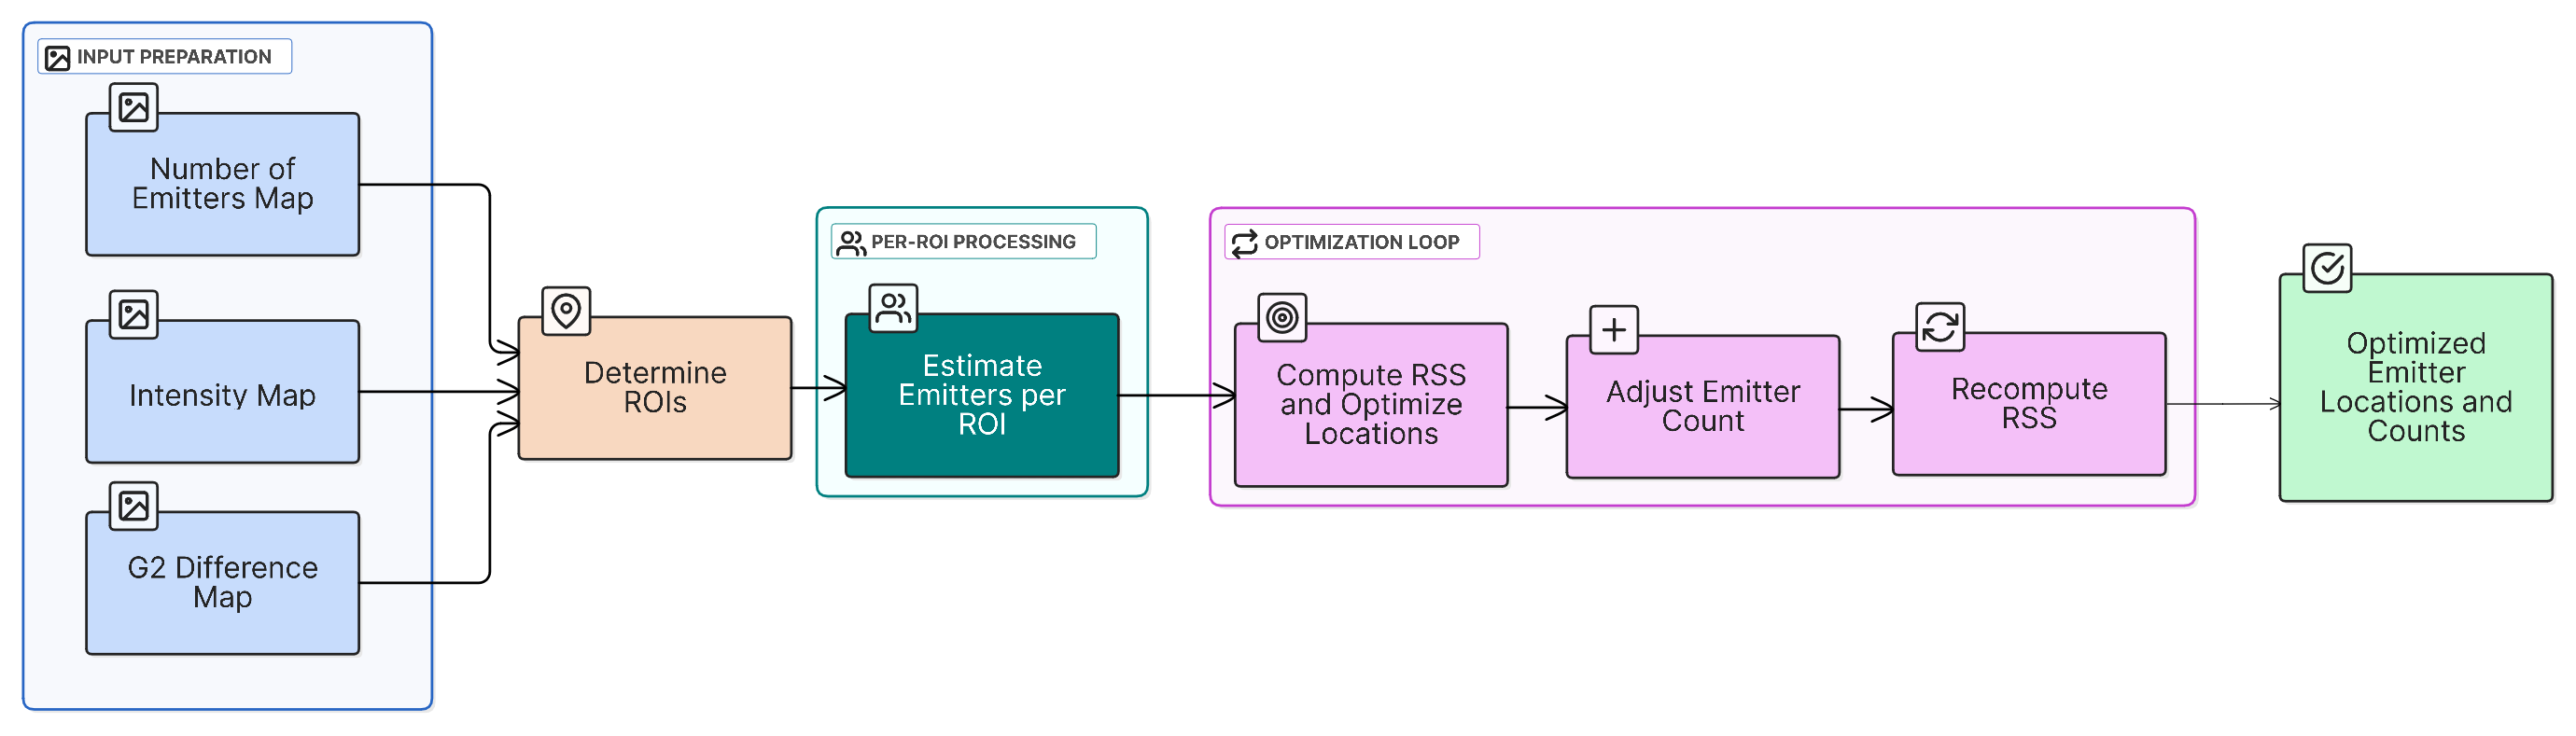 INPUT PREPARATION
Number of
Emitters Map
Intensity Map
G2 Difference
Map
Determine
ROIs
PER-ROI PROCESSING
Estimate
Emitters per
ROI
OPTIMIZATION LOOP
Compute RSS
and Optimize
Locations
Adjust Emitter
Count
Recompute
RSS
Optimized
Emitter
Locations and
Counts